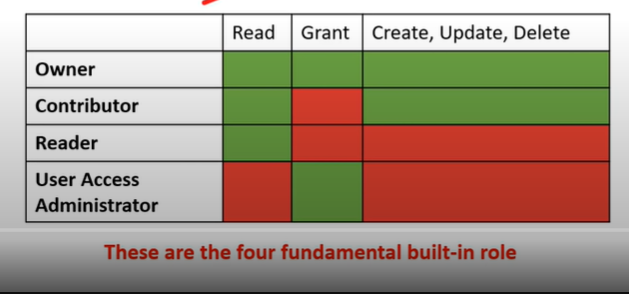 Read Grant Create, Update, Delete
Owner
Contributor
Reader
User Access
Administrator
These are the four fundamental built-in role